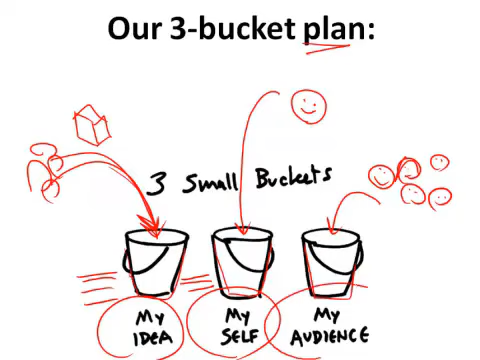 Our 3-bucket plan:
3 Small Buckets
My
IDEA
My
SELF
My
AUDIENCE